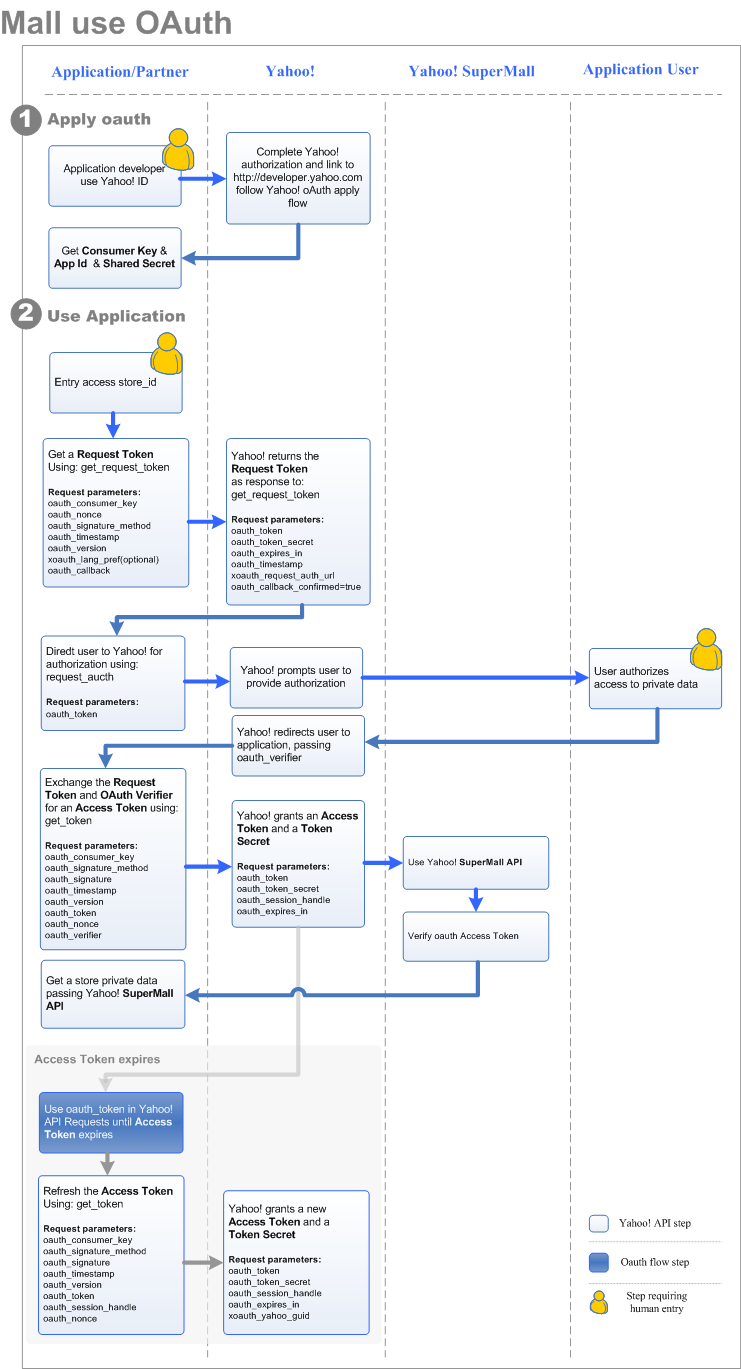 Mall use OAuth
Application/Partner
Yahoo!
Yahoo! SuperMall
Application User
1 Apply oauth
Application developer
use Yahoo! ID
Complete Yahoo!
authorization and link to
http://developer.yahoo.com
follow Yahoo! oAuth apply
flow
Get Consumer Key &
App Id & Shared Secret
2 Use Application
Entry access store_id
Get a Request Token
Using: get_request_token
Request parameters:
oauth_consumer_key
oauth_nonce
oauth_signature_method
oauth_timestamp
oauth_version
xoauth_lang_pref(optional)
oauth_callback
Yahoo! returns the
Request Token
as response to:
get_request_token
Request parameters:
oauth_token
oauth_token_secret
oauth_expires_in
oauth_timestamp
xoauth_request_auth_url
oauth_callback_confirmed=true
Diredt user to Yahoo! for
authorization using:
request_aucth
Request parameters:
oauth_token
Yahoo! prompts user to
provide authorization
User authorizes
access to private data
Yahoo! redirects user to
application, passing
oauth_verifier
Exchange the Request
Token and OAuth Verifier
for an Access Token using:
get_token
Request parameters:
oauth_consumer_key
oauth_signature_method
oauth_signature
oauth_timestamp
oauth_version
oauth_token
oauth_nonce
oauth_verifier
Yahoo! grants an Access
Token and a Token
Secret
Request parameters:
oauth_token
oauth_token_secret
oauth_session_handle
oauth_expires_in
Use Yahoo! SuperMall API
Verify oauth Access Token
Get a store private data
passing Yahoo! SuperMall
API
Access Token expires
Use oauth_token in Yahoo!
API Requests until Access
Token expires
Refresh the Access Token
Using: get_token
Request parameters:
oauth_consumer_key
oauth_signature_method
oauth_signature
oauth_timestamp
oauth_version
oauth_token
oauth_session_handle
oauth_nonce
Yahoo! grants a new
Access Token and a
Token Secret
Request parameters:
oauth_token
oauth_token_secret
oauth_session_handle
oauth_expires_in
xoauth_yahoo_guid
Yahoo! API step
Oauth flow step
Step requiring
human entry